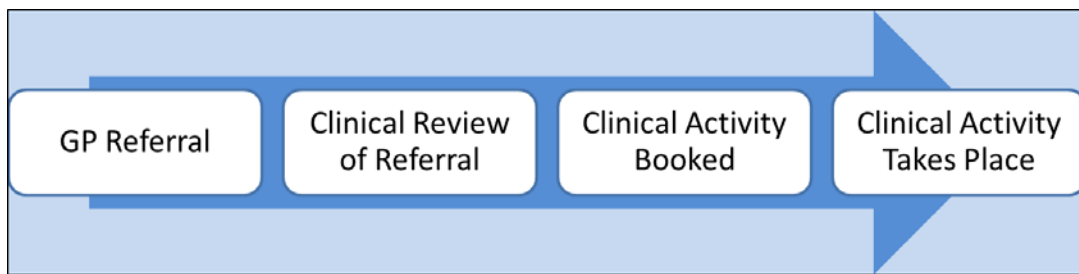 GP Referral
Clinical Review
of Referral
Clinical Activity
Booked
Clinical Activity
Takes Place